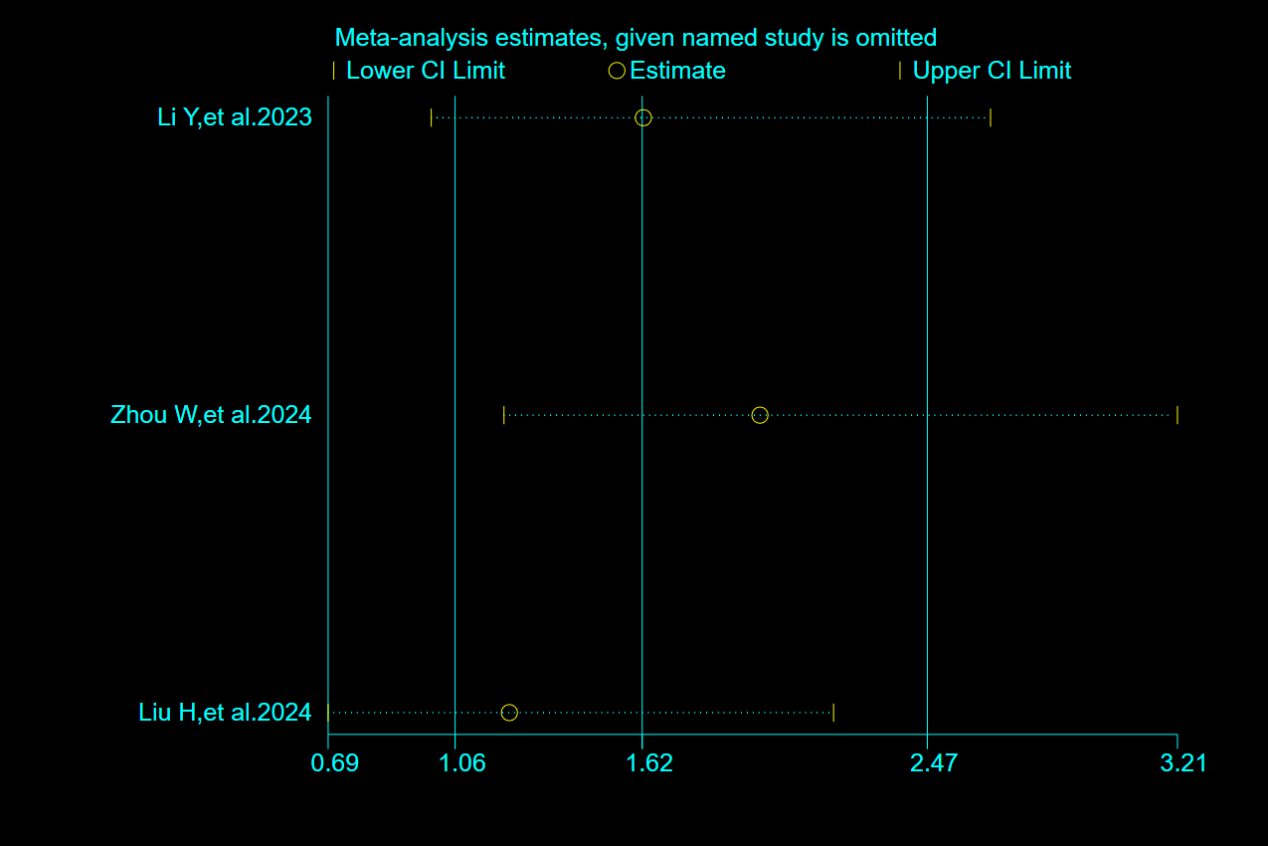 Meta-analysis estimates, given named study is omitted
Lower CI Limit Estimate Upper CI Limit
Li Y,et al.2023
Zhou W,et al.2024
Liu H,et al.2024
0.69 1.06 1.62 2.47 3.21